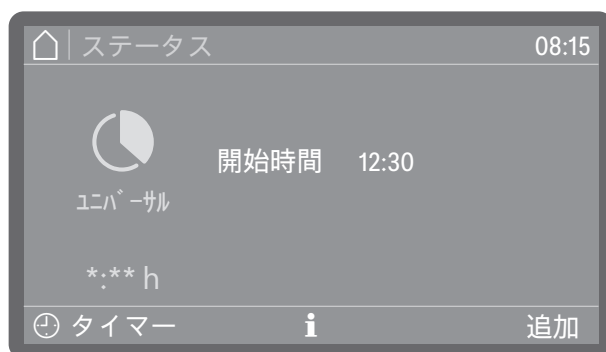 ステータス 08:15
開始時間 12:30
ユニバーサル
*:** h
タイマー i 追加